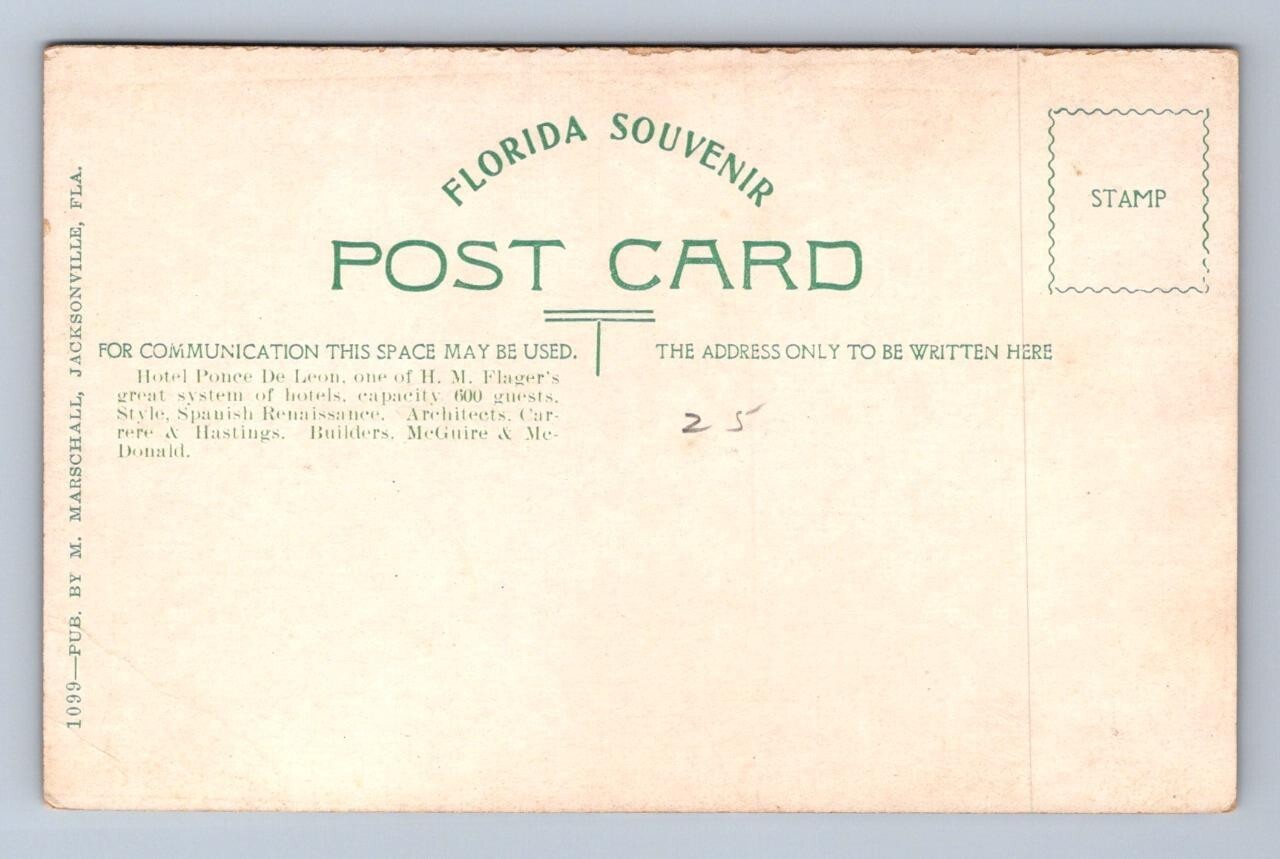 FLORIDA SOUVENIR
POST CARD
STAMP
FOR COMMUNICATION THIS SPACE MAY BE USED.
THE ADDRESS ONLY TO BE WRITTEN HERE
Hotel Ponce De Leon, one of H. M. Flager's
great system of hotels, capacity 600 guests.
Style, Spanish Renaissance. Architects, Car-
rere & Hastings. Builders, McGuire & Mc-
Donald.
25
1099—PUB. BY M. MARSCHALL, JACKSONVILLE, FLA.